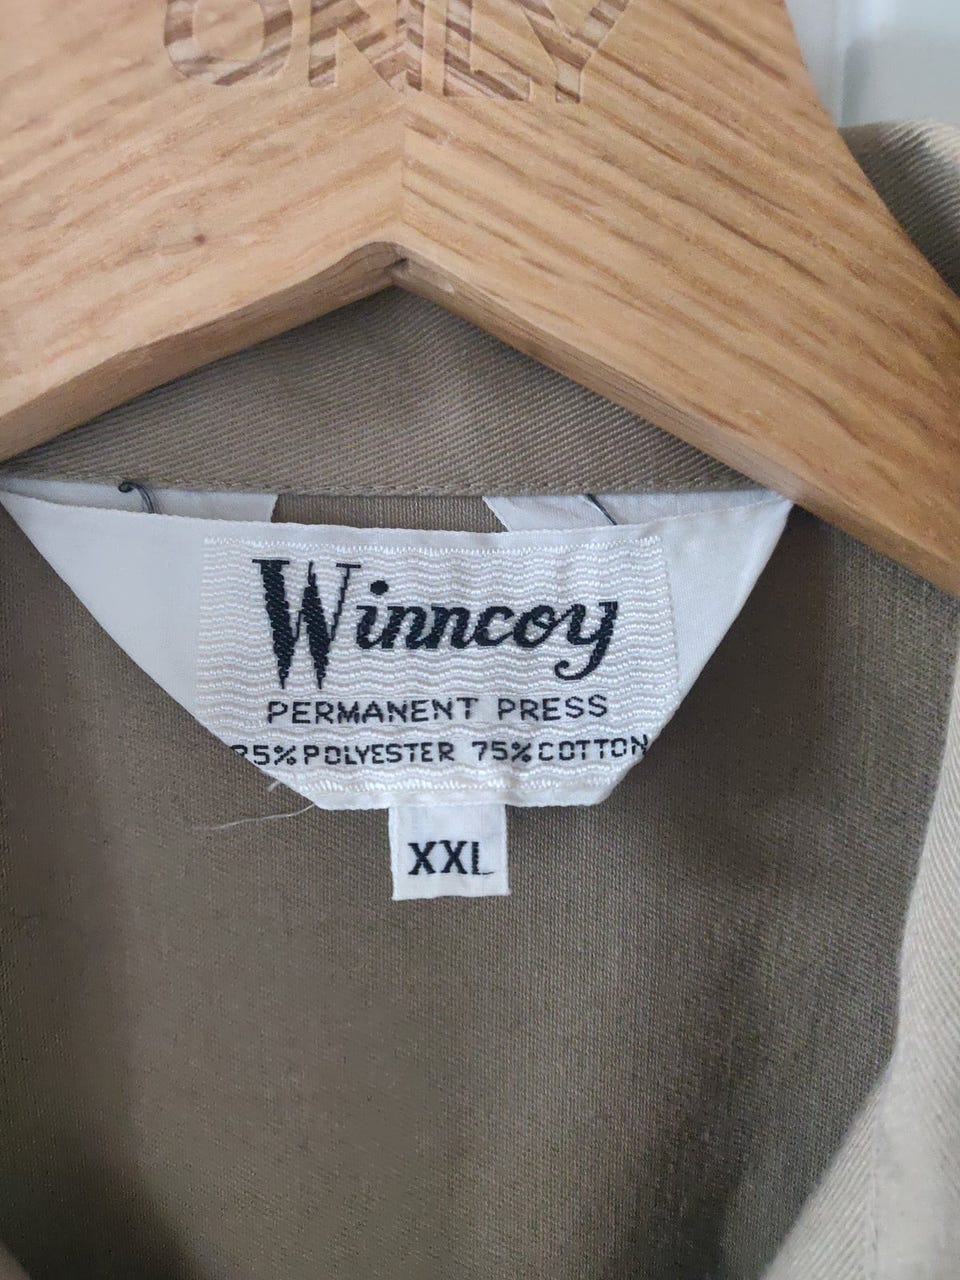 ONLY
Winncoy
PERMANENT PRESS
25% POLYESTER 75% COTTON
XXL